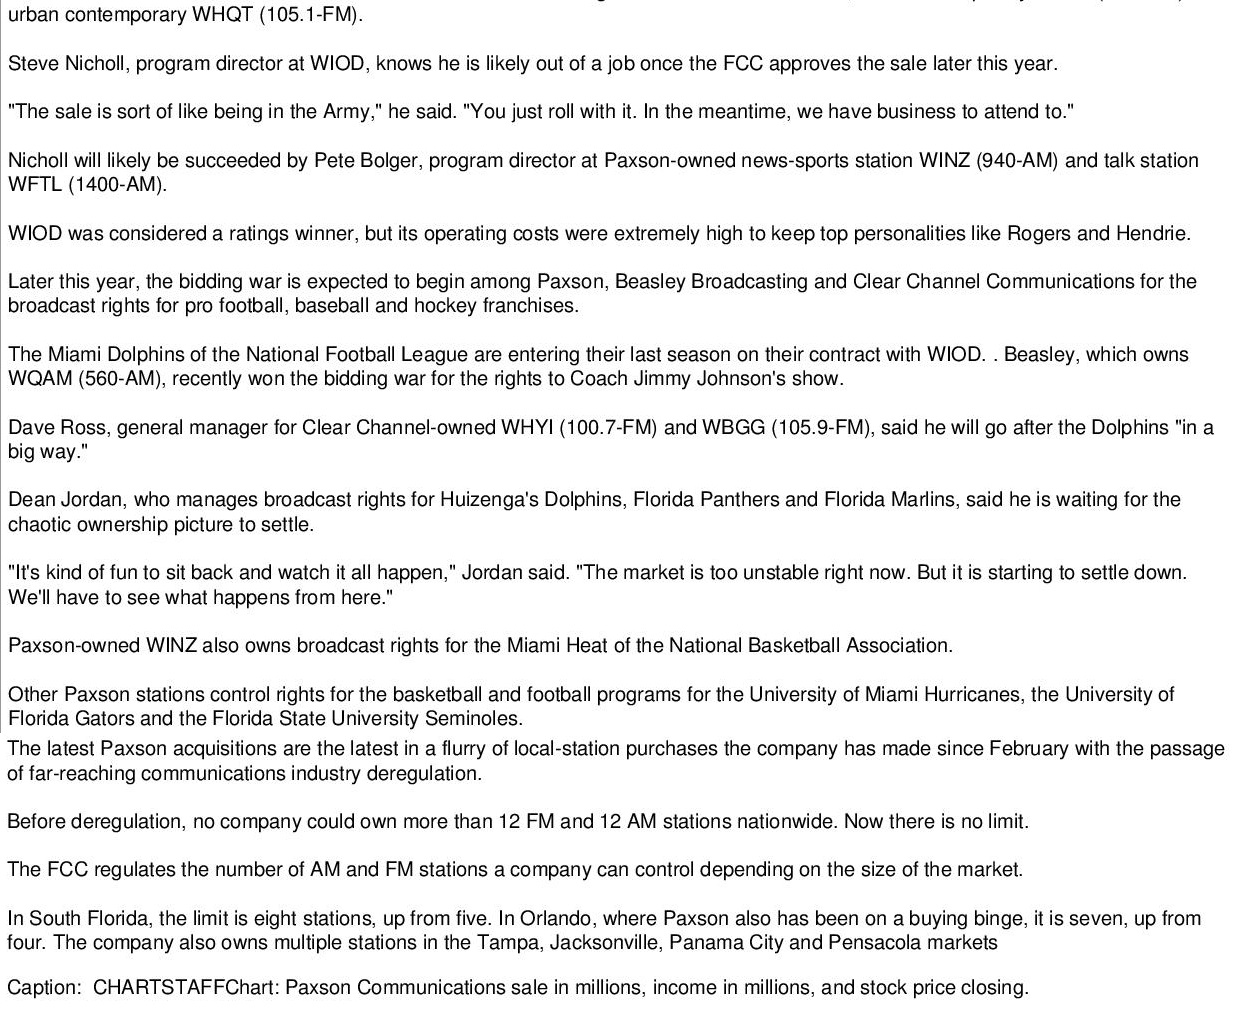 urban contemporary WHQT (105.1-FM).
Steve Nicholl, program director at WIOD, knows he is likely out of a job once the FCC approves the sale later this year.
"The sale is sort of like being in the Army," he said. "You just roll with it. In the meantime, we have business to attend to."
Nicholl will likely be succeeded by Pete Bolger, program director at Paxson-owned news-sports station WINZ (940-AM) and talk station
WFTL (1400-AM).
WIOD was considered a ratings winner, but its operating costs were extremely high to keep top personalities like Rogers and Hendrie.
Later this year, the bidding war is expected to begin among Paxson, Beasley Broadcasting and Clear Channel Communications for the
broadcast rights for pro football, baseball and hockey franchises.
The Miami Dolphins of the National Football League are entering their last season on their contract with WIOD. . Beasley, which owns
WQAM (560-AM), recently won the bidding war for the rights to Coach Jimmy Johnson's show.
Dave Ross, general manager for Clear Channel-owned WHYI (100.7-FM) and WBGG (105.9-FM), said he will go after the Dolphins "in a
big way."
Dean Jordan, who manages broadcast rights for Huizenga's Dolphins, Florida Panthers and Florida Marlins, said he is waiting for the
chaotic ownership picture to settle.
"It's kind of fun to sit back and watch it all happen," Jordan said. "The market is too unstable right now. But it is starting to settle down.
We'll have to see what happens from here."
Paxson-owned WINZ also owns broadcast rights for the Miami Heat of the National Basketball Association.
Other Paxson stations control rights for the basketball and football programs for the University of Miami Hurricanes, the University of
Florida Gators and the Florida State University Seminoles.
The latest Paxson acquisitions are the latest in a flurry of local-station purchases the company has made since February with the passage
of far-reaching communications industry deregulation.
Before deregulation, no company could own more than 12 FM and 12 AM stations nationwide. Now there is no limit.
The FCC regulates the number of AM and FM stations a company can control depending on the size of the market.
In South Florida, the limit is eight stations, up from five. In Orlando, where Paxson also has been on a buying binge, it is seven, up from
four. The company also owns multiple stations in the Tampa, Jacksonville, Panama City and Pensacola markets
Caption: CHARTSTAFFChart: Paxson Communications sale in millions, income in millions, and stock price closing.